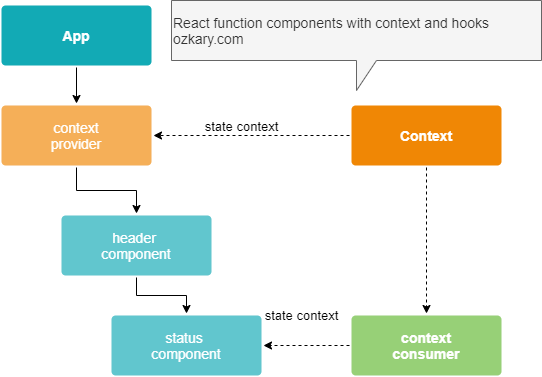 App
React function components with context and hooks
ozkary.com
context
provider
state context
Context
header
component
status
component
state context
context
consumer